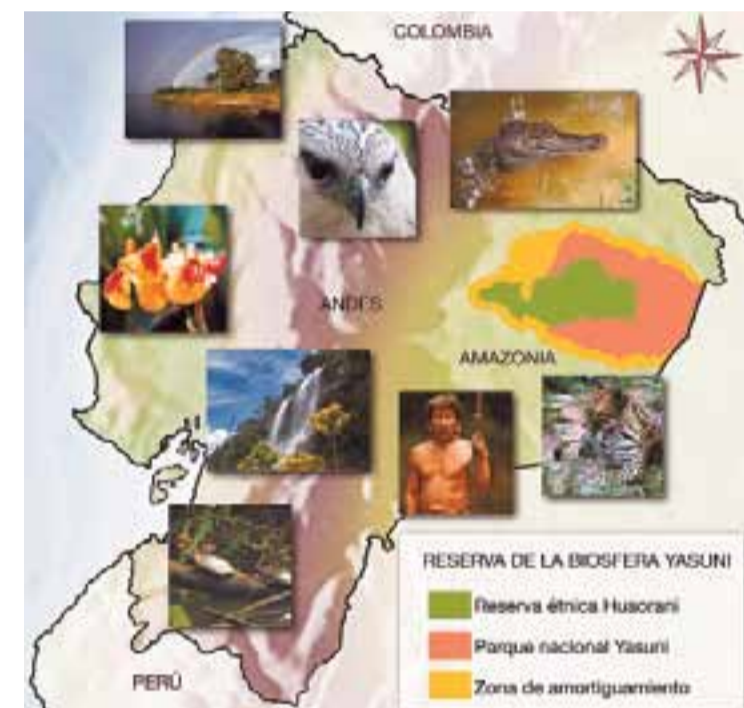 COLOMBIA
ANDES
AMAZONIA
RESERVA DE LA BIOSFERA YASUNI
Reserva étnica Huaorani
Parque nacional Yasuni
Zona de amortiguamiento
PERÚ